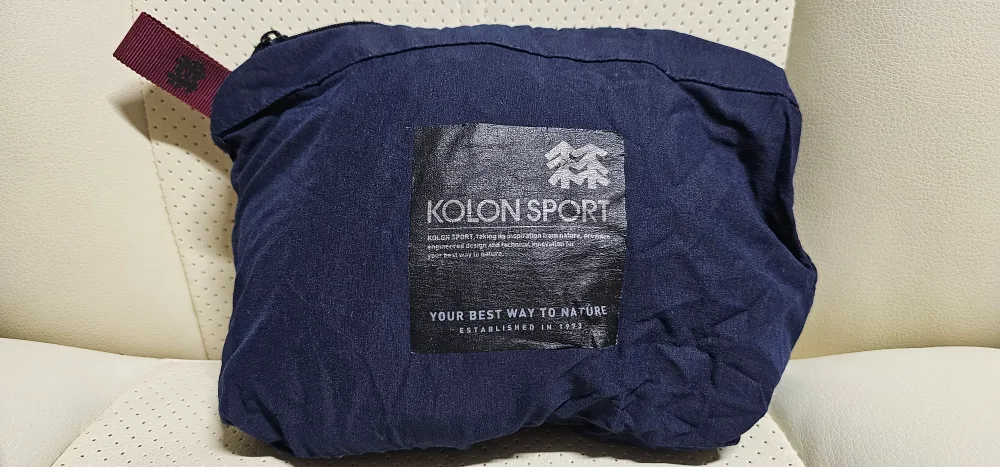 KOLON SPORT
KOLON SPORT, taking its inspiration from nature, provides
engineered design and technical innovation for
your best way to nature.
YOUR BEST WAY TO NATURE
ESTABLISHED IN 1973